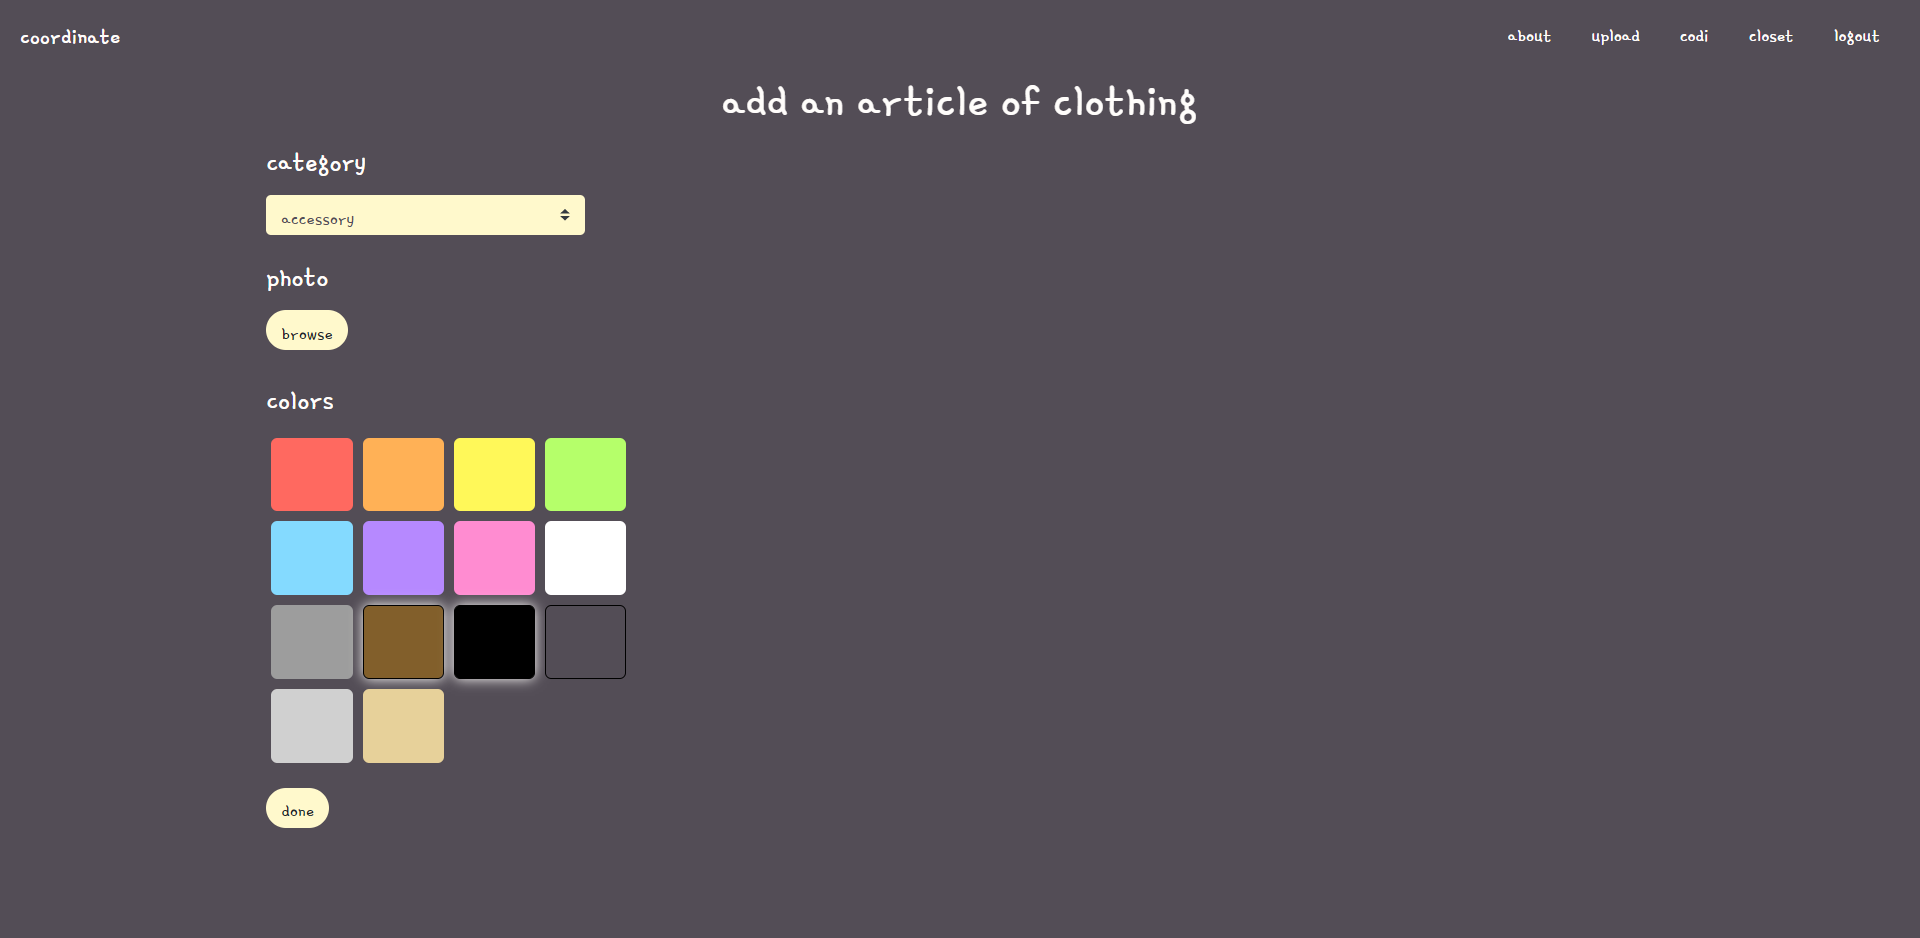 coordinate
about
upload
codi
closet
logout
add an article of clothing
category
accessory
photo
browse
colors
done